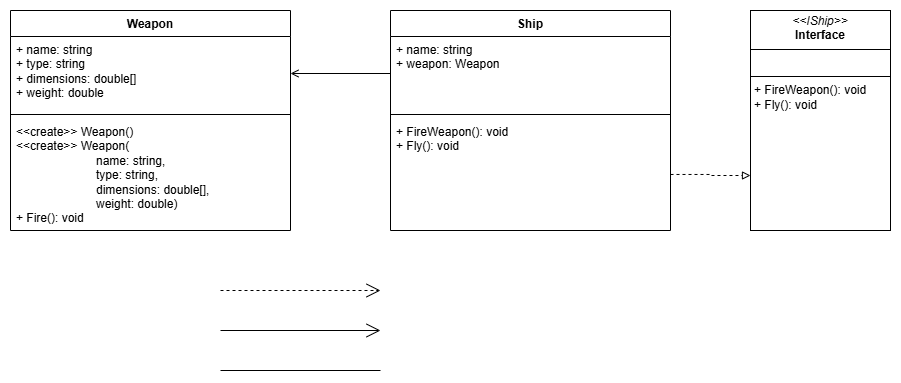 Weapon
+ name: string
+ type: string
+ dimensions: double[]
+ weight: double
<<create>> Weapon()
<<create>> Weapon(
name: string,
type: string,
dimensions: double[],
weight: double)
+ Fire(): void
Ship
+ name: string
+ weapon: Weapon
+ FireWeapon(): void
+ Fly(): void
<<IShip>>
Interface
+ FireWeapon(): void
+ Fly(): void